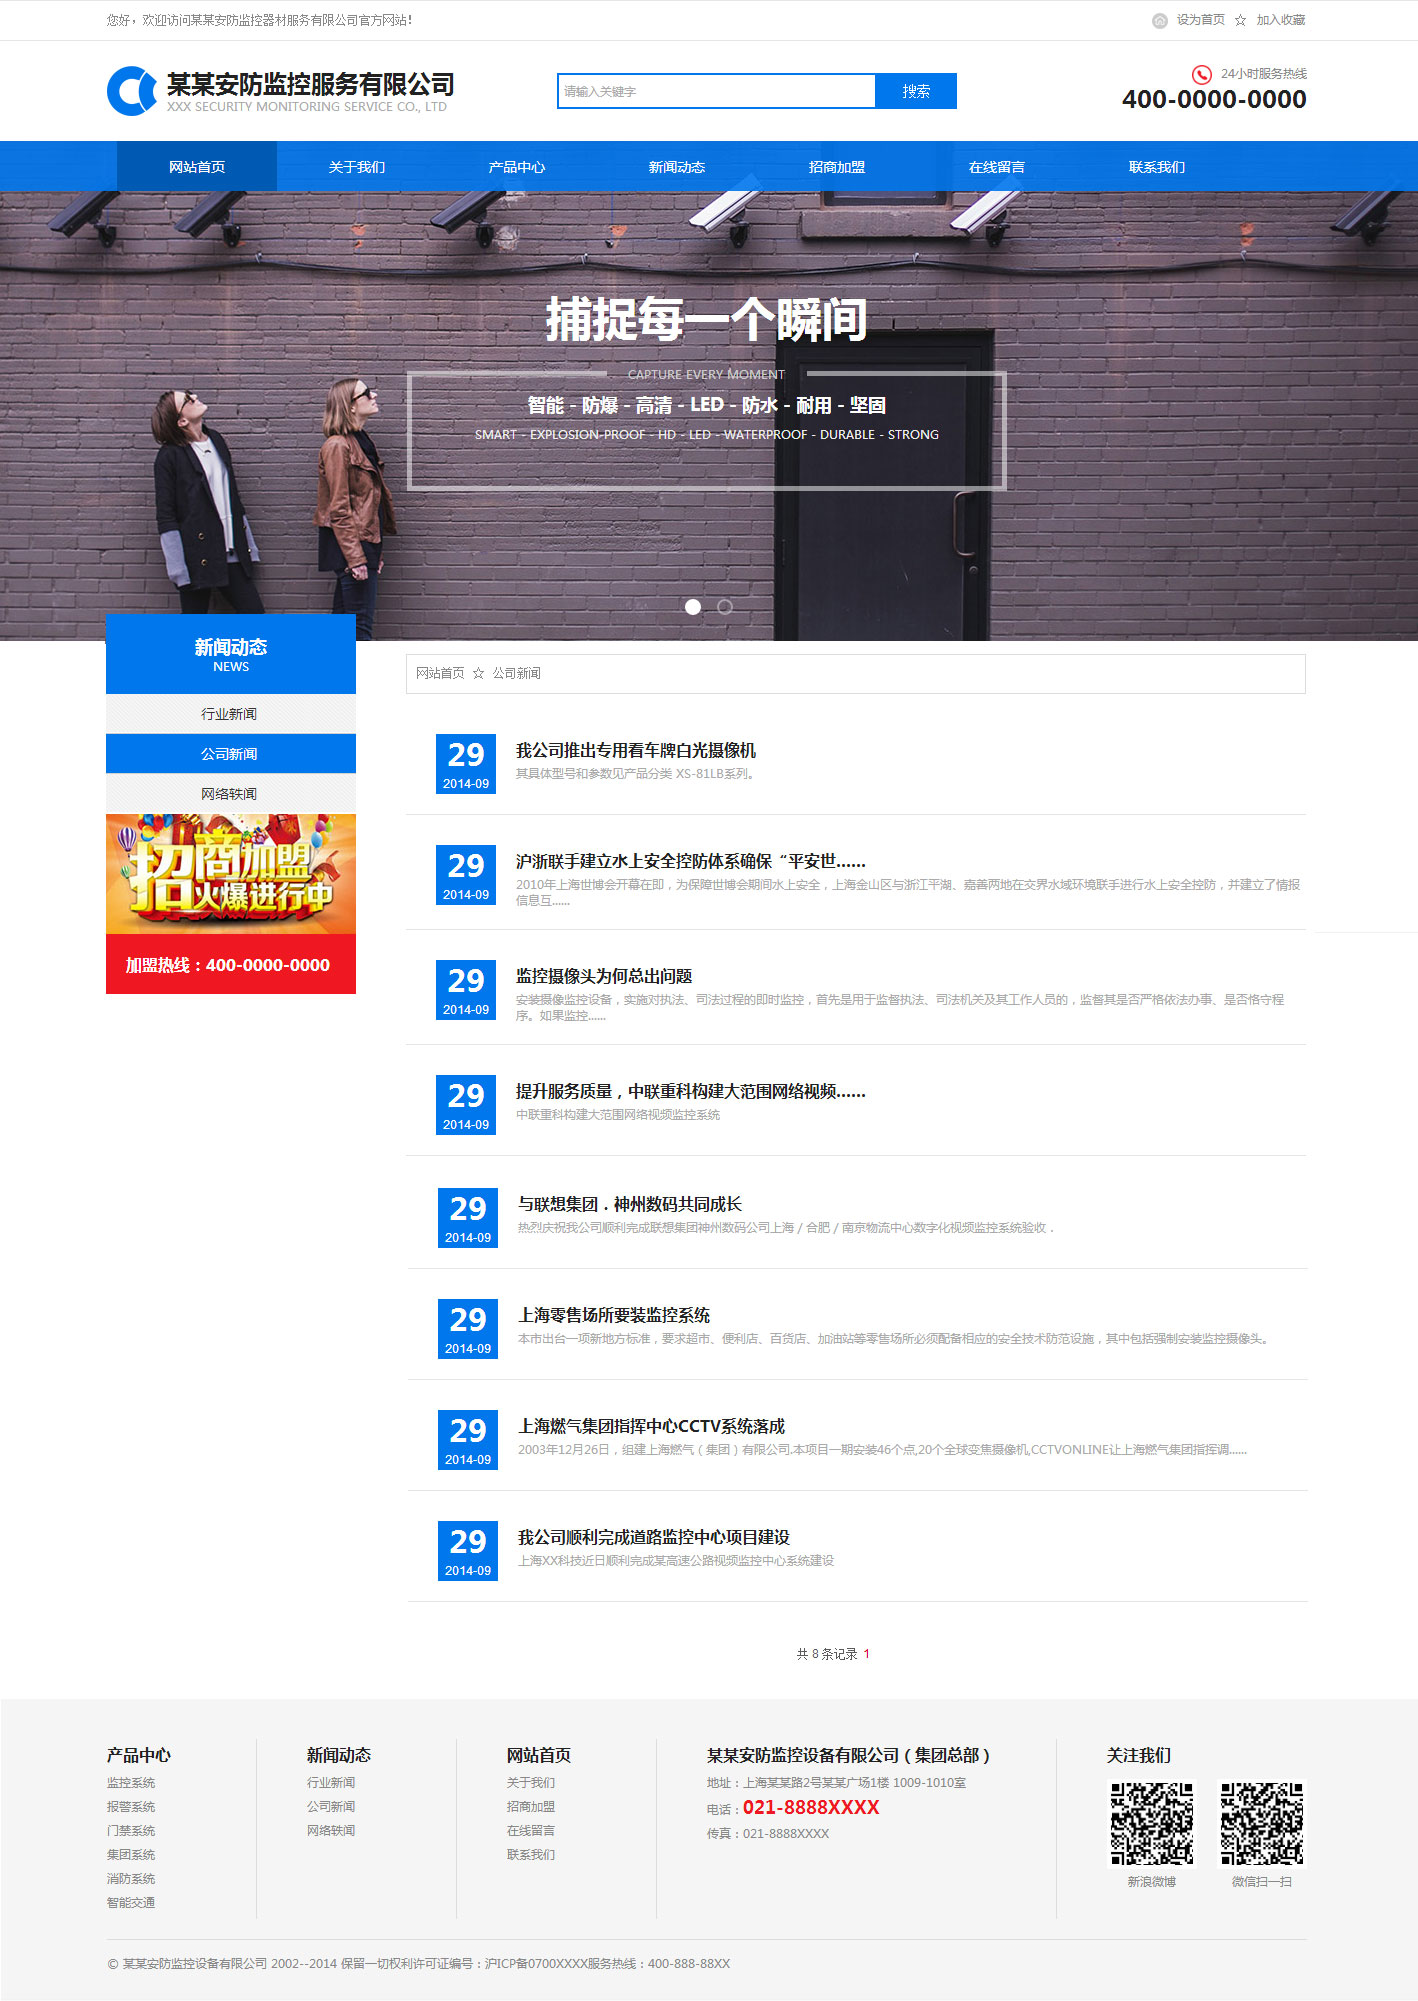 您好，欢迎访问某某安防监控器材服务有限公司官方网站！
设为首页 ☆ 加入收藏
某某安防监控服务有限公司
XXX SECURITY MONITORING SERVICE CO., LTD
请输入关键字
搜索
24小时服务热线
400-0000-0000
网站首页 关于我们 产品中心 新闻动态 招商加盟 在线留言 联系我们
捕捉每一个瞬间
CAPTURE EVERY MOMENT
智能 - 防爆 - 高清 - LED - 防水 - 耐用 - 坚固
SMART - EXPLOSION-PROOF - HD - LED - WATERPROOF - DURABLE - STRONG
新闻动态
NEWS
行业新闻
公司新闻
网络轶闻
招商加盟
火爆进行中
加盟热线：400-0000-0000
网站首页 ☆ 公司新闻
29
2014-09
我公司推出专用看车牌白光摄像机
其具体型号和参数见产品分类 XS-81LB系列。
29
2014-09
沪浙联手建立水上安全控防体系确保“平安世......
2010年上海世博会开幕在即，为保障世博会期间水上安全，上海金山区与浙江平湖、嘉善两地在交界水域环境联手进行水上安全控防，并建立了情报
信息互......
29
2014-09
监控摄像头为何总出问题
安装摄像监控设备，实施对执法、司法过程的即时监控，首先是用于监督执法、司法机关及其工作人员的，监督其是否严格依法办事、是否恪守程
序。如果监控......
29
2014-09
提升服务质量，中联重科构建大范围网络视频......
中联重科构建大范围网络视频监控系统
29
2014-09
与联想集团．神州数码共同成长
热烈庆祝我公司顺利完成联想集团神州数码公司上海／合肥／南京物流中心数字化视频监控系统验收．
29
2014-09
上海零售场所要装监控系统
本市出台一项新地方标准，要求超市、便利店、百货店、加油站等零售场所必须配备相应的安全技术防范设施，其中包括强制安装监控摄像头。
29
2014-09
上海燃气集团指挥中心CCTV系统落成
2003年12月26日，组建上海燃气（集团）有限公司.本项目一期安装46个点,20个全球变焦摄像机,CCTVONLINE让上海燃气集团指挥调......
29
2014-09
我公司顺利完成道路监控中心项目建设
上海XX科技近日顺利完成某高速公路视频监控中心系统建设
共 8 条记录 1
产品中心
监控系统
报警系统
门禁系统
集团系统
消防系统
智能交通
新闻动态
行业新闻
公司新闻
网络轶闻
网站首页
关于我们
招商加盟
在线留言
联系我们
某某安防监控设备有限公司（集团总部）
地址：上海某某路2号某某广场1楼 1009-1010室
电话：021-8888XXXX
传真：021-8888XXXX
关注我们
新浪微博
微信扫一扫
© 某某安防监控设备有限公司 2002--2014 保留一切权利许可证编号：沪ICP备0700XXXX服务热线：400-888-88XX